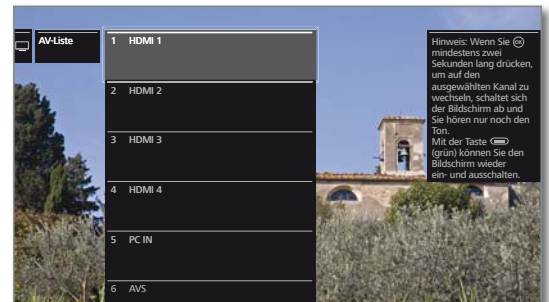 AV-Liste
1 HDMI 1
2 HDMI 2
3 HDMI 3
4 HDMI 4
5 PC IN
6 AVS
Hinweis: Wenn Sie OK
mindestens zwei
Sekunden lang drücken,
um auf den
ausgewählten Kanal zu
wechseln, schaltet sich
der Bildschirm ab und
Sie hören nur noch den
Ton.
Mit der Taste
(grün) können Sie den
Bildschirm wieder
ein- und ausschalten.